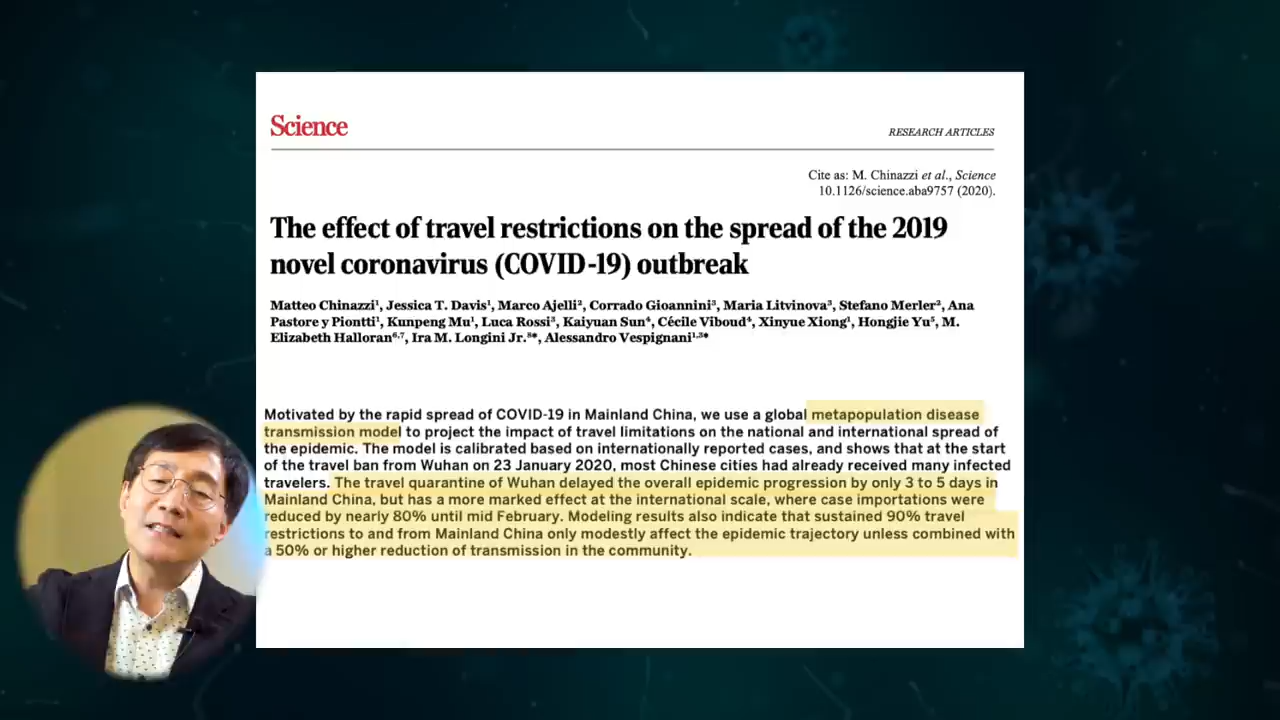 Science
RESEARCH ARTICLES
Cite as: M. Chinazzi et al., Science
10.1126/science.aba9757 (2020).
The effect of travel restrictions on the spread of the 2019
novel coronavirus (COVID-19) outbreak
Matteo Chinazzi¹, Jessica T. Davis¹, Marco Ajelli², Corrado Gioannini³, Maria Litvinova³, Stefano Merler², Ana
Pastore y Piontti¹, Kunpeng Mu¹, Luca Rossi³, Kaiyuan Sun⁴, Cécile Viboud⁴, Xinyue Xiong¹, Hongjie Yu⁵, M.
Elizabeth Halloran⁶,⁷, Ira M. Longini Jr.⁸*, Alessandro Vespignani¹,³*
Motivated by the rapid spread of COVID-19 in Mainland China, we use a global metapopulation disease
transmission model to project the impact of travel limitations on the national and international spread of
the epidemic. The model is calibrated based on internationally reported cases, and shows that at the start
of the travel ban from Wuhan on 23 January 2020, most Chinese cities had already received many infected
travelers. The travel quarantine of Wuhan delayed the overall epidemic progression by only 3 to 5 days in
Mainland China, but has a more marked effect at the international scale, where case importations were
reduced by nearly 80% until mid February. Modeling results also indicate that sustained 90% travel
restrictions to and from Mainland China only modestly affect the epidemic trajectory unless combined with
a 50% or higher reduction of transmission in the community.